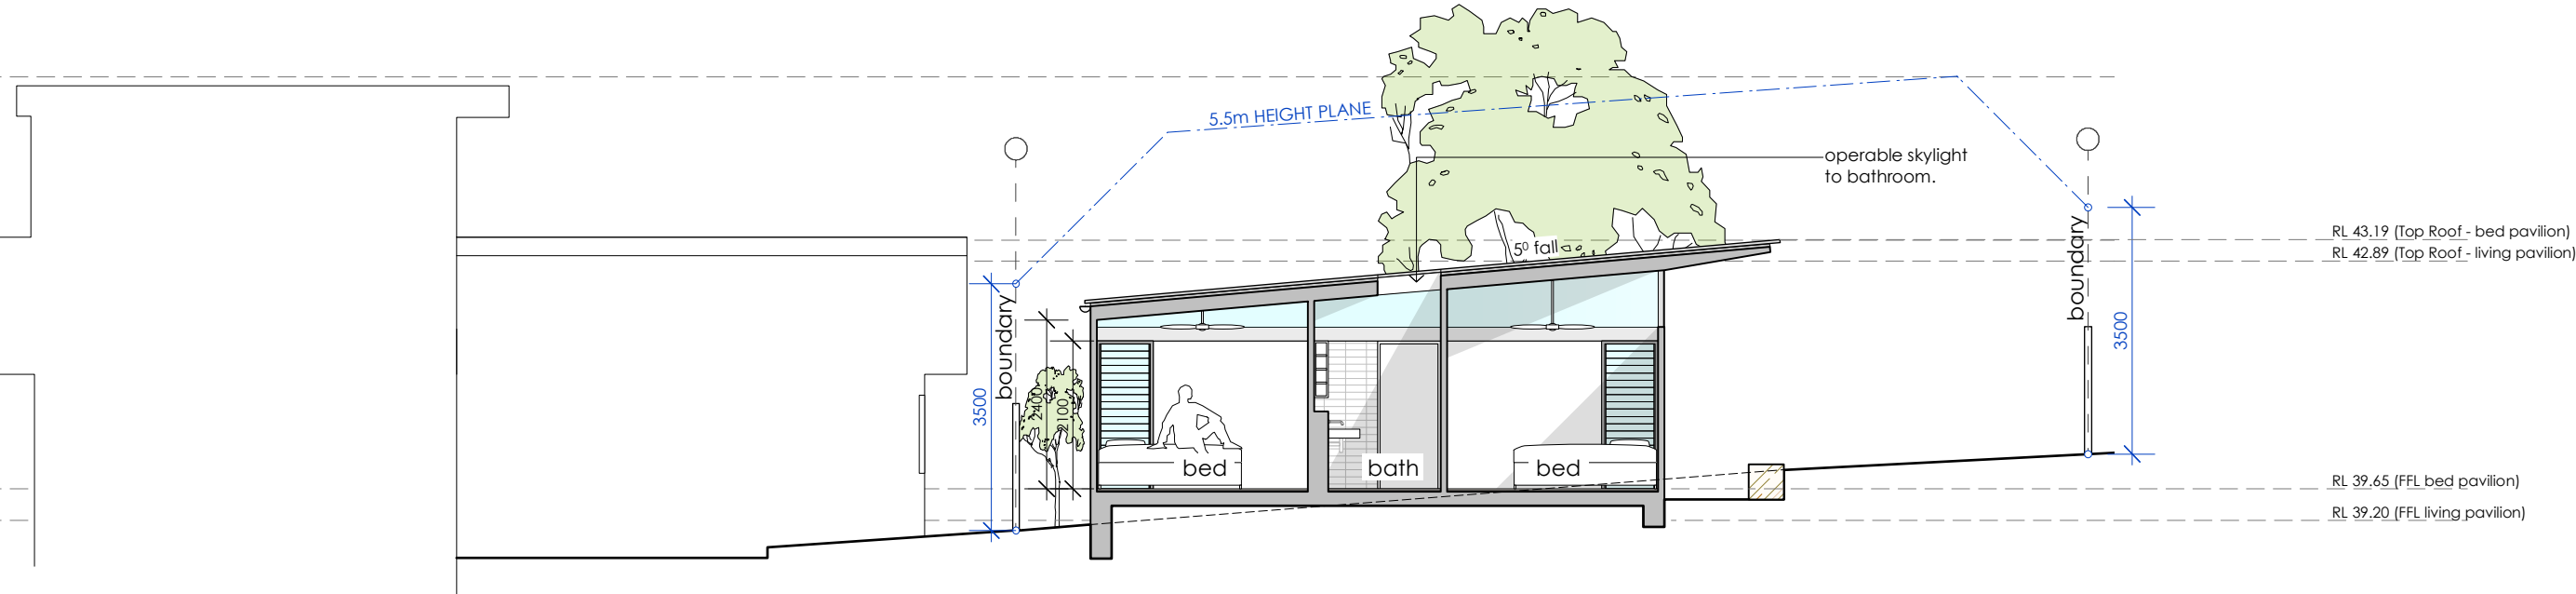 5.5m HEIGHT PLANE
operable skylight
to bathroom.
boundary
RL 43.19 (Top Roof - bed pavilion)
5⁰ fall
RL 42.89 (Top Roof - living pavilion)
boundary
3500
3500
2400
2100
bed
bath
bed
RL 39.65 (FFL bed pavilion)
RL 39.20 (FFL living pavilion)